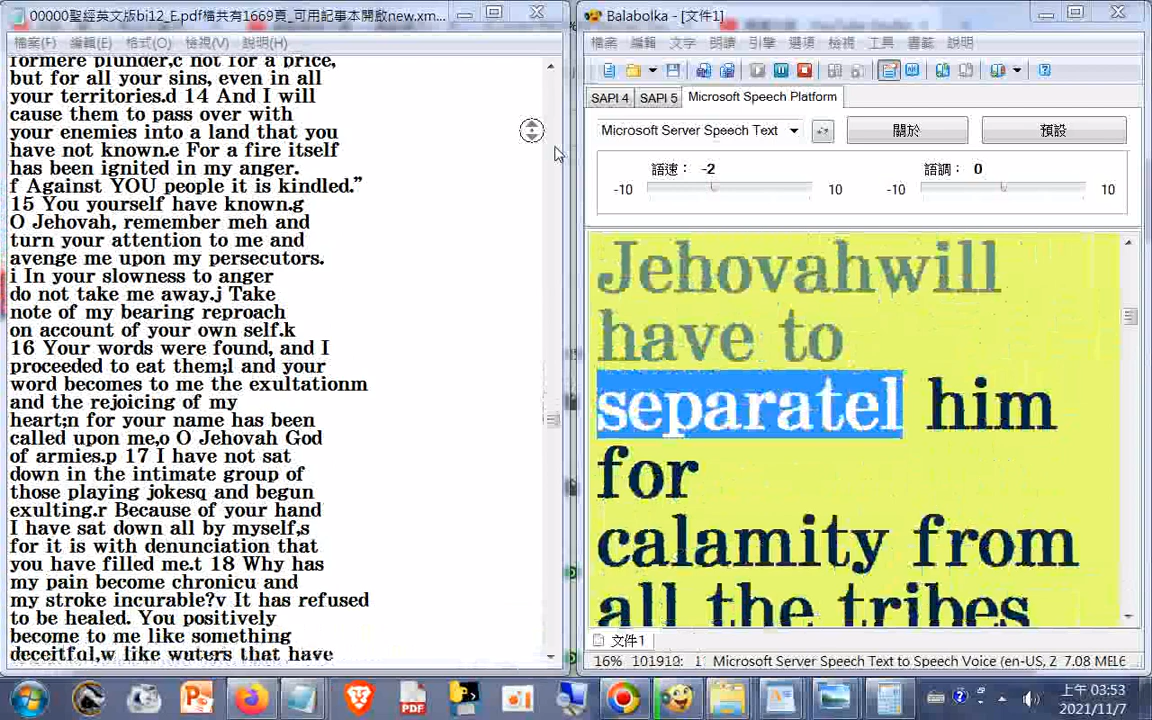 00000聖經英文版bi12_E.pdf檔共有1669頁_可用記事本開啟new.xm...
檔案(F) 編輯(E) 格式(O) 檢視(V) 說明(H)
formere plunder,c not for a price,
but for all your sins, even in all
your territories.d 14 And I will
cause them to pass over with
your enemies into a land that you
have not known.e For a fire itself
has been ignited in my anger.
f Against YOU people it is kindled.”
15 You yourself have known.g
O Jehovah, remember meh and
turn your attention to me and
avenge me upon my persecutors.
i In your slowness to anger
do not take me away.j Take
note of my bearing reproach
on account of your own self.k
16 Your words were found, and I
proceeded to eat them;l and your
word becomes to me the exultationm
and the rejoicing of my
heart;n for your name has been
called upon me,o O Jehovah God
of armies.p 17 I have not sat
down in the intimate group of
those playing jokesq and begun
exulting.r Because of your hand
I have sat down all by myself,s
for it is with denunciation that
you have filled me.t 18 Why has
my pain become chronicu and
my stroke incurable?v It has refused
to be healed. You positively
become to me like something
deceitful,w like wuters that have
Balabolka - [文件1]
檔案 編輯 文字 朗讀 引擎 選項 檢視 工具 書籤 說明
SAPI 4 SAPI 5 Microsoft Speech Platform
Microsoft Server Speech Text 關於 預設
語速: -2 語調: 0
-10 10 -10 10
Jehovahwill
have to
separatel him
for
calamity from
all the tribes
文件1
16% Microsoft Server Speech Text to Speech Voice (en-US, Z
PDF
上午 03:53
2021/11/7